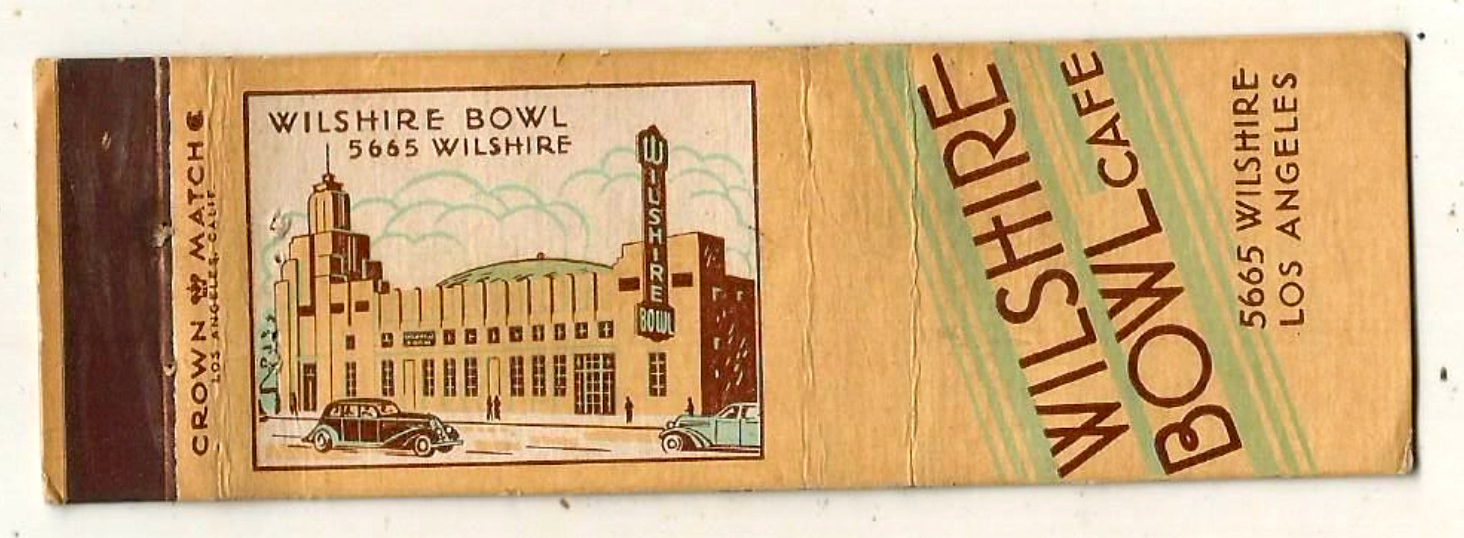 CROWN MATCH C
LOS ANGELES, CALIF
WILSHIRE BOWL
5665 WILSHIRE
WILSHIRE
BOWL
WILSHIRE
BOWL CAFE
5665 WILSHIRE
LOS ANGELES